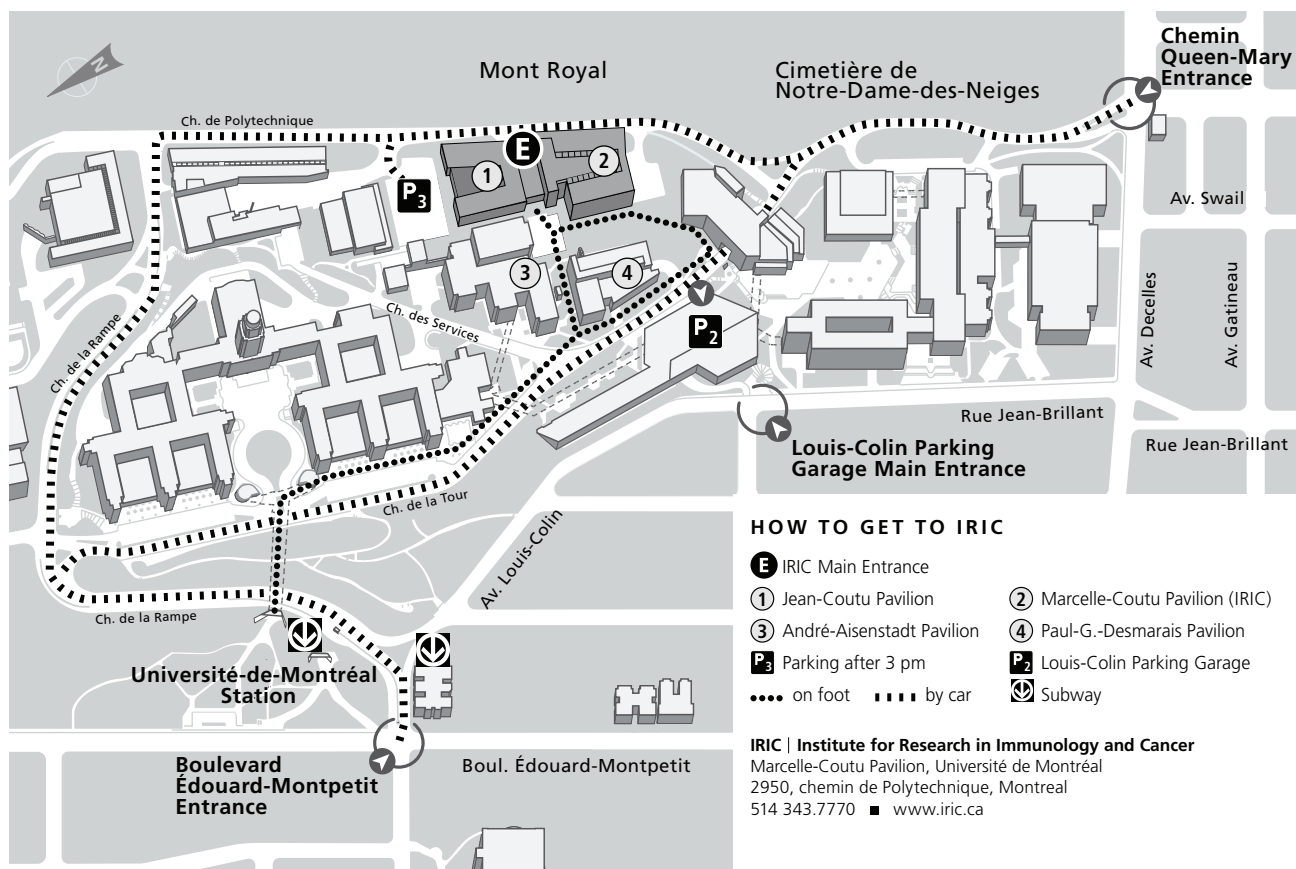 N
Mont Royal
Cimetière de
Notre-Dame-des-Neiges
Chemin
Queen-Mary
Entrance
Ch. de Polytechnique
E
1
2
P3
Av. Swail
3
4
Ch. de la Rampe
Ch. des Services
P2
Av. Decelles
Av. Gatineau
Rue Jean-Brillant
Rue Jean-Brillant
Louis-Colin Parking
Garage Main Entrance
Ch. de la Tour
Av. Louis-Colin
Ch. de la Rampe
Université-de-Montréal
Station
Boulevard
Édouard-Montpetit
Entrance
Boul. Édouard-Montpetit
HOW TO GET TO IRIC
E IRIC Main Entrance
1 Jean-Coutu Pavilion
2 Marcelle-Coutu Pavilion (IRIC)
3 André-Aisenstadt Pavilion
4 Paul-G.-Desmarais Pavilion
P3 Parking after 3 pm
P2 Louis-Colin Parking Garage
on foot
by car
Subway
IRIC | Institute for Research in Immunology and Cancer
Marcelle-Coutu Pavilion, Université de Montréal
2950, chemin de Polytechnique, Montreal
514 343.7770 ■ www.iric.ca